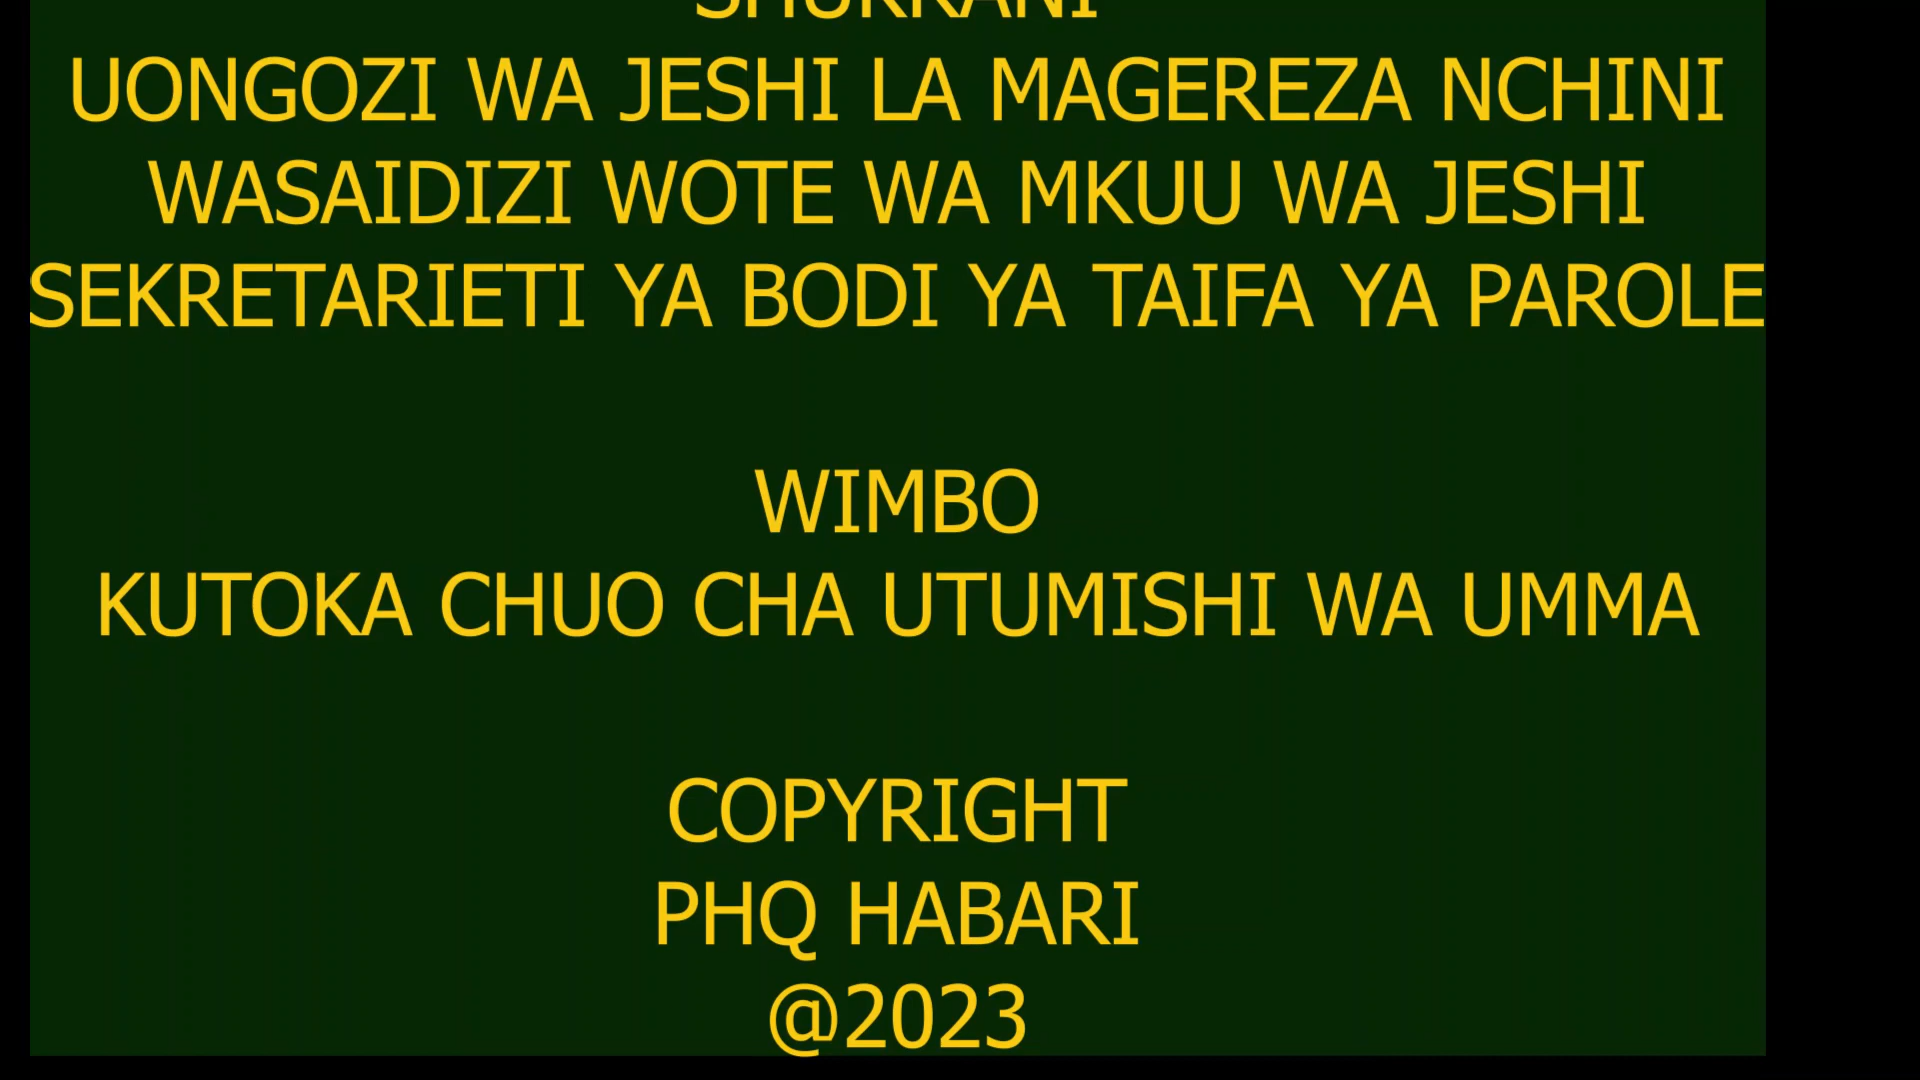 SHUKRANI
UONGOZI WA JESHI LA MAGEREZA NCHINI
WASAIDIZI WOTE WA MKUU WA JESHI
SEKRETARIETI YA BODI YA TAIFA YA PAROLE
WIMBO
KUTOKA CHUO CHA UTUMISHI WA UMMA
COPYRIGHT
PHQ HABARI
@2023